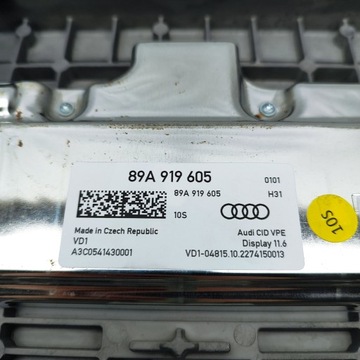 89A 919 605
0101
89A 919 605
H31
10S
Made in Czech Republic
Audi CID VPE
VD1
Display 11.6
A3C0541430001
VD1-04815.10.2274150013
10S